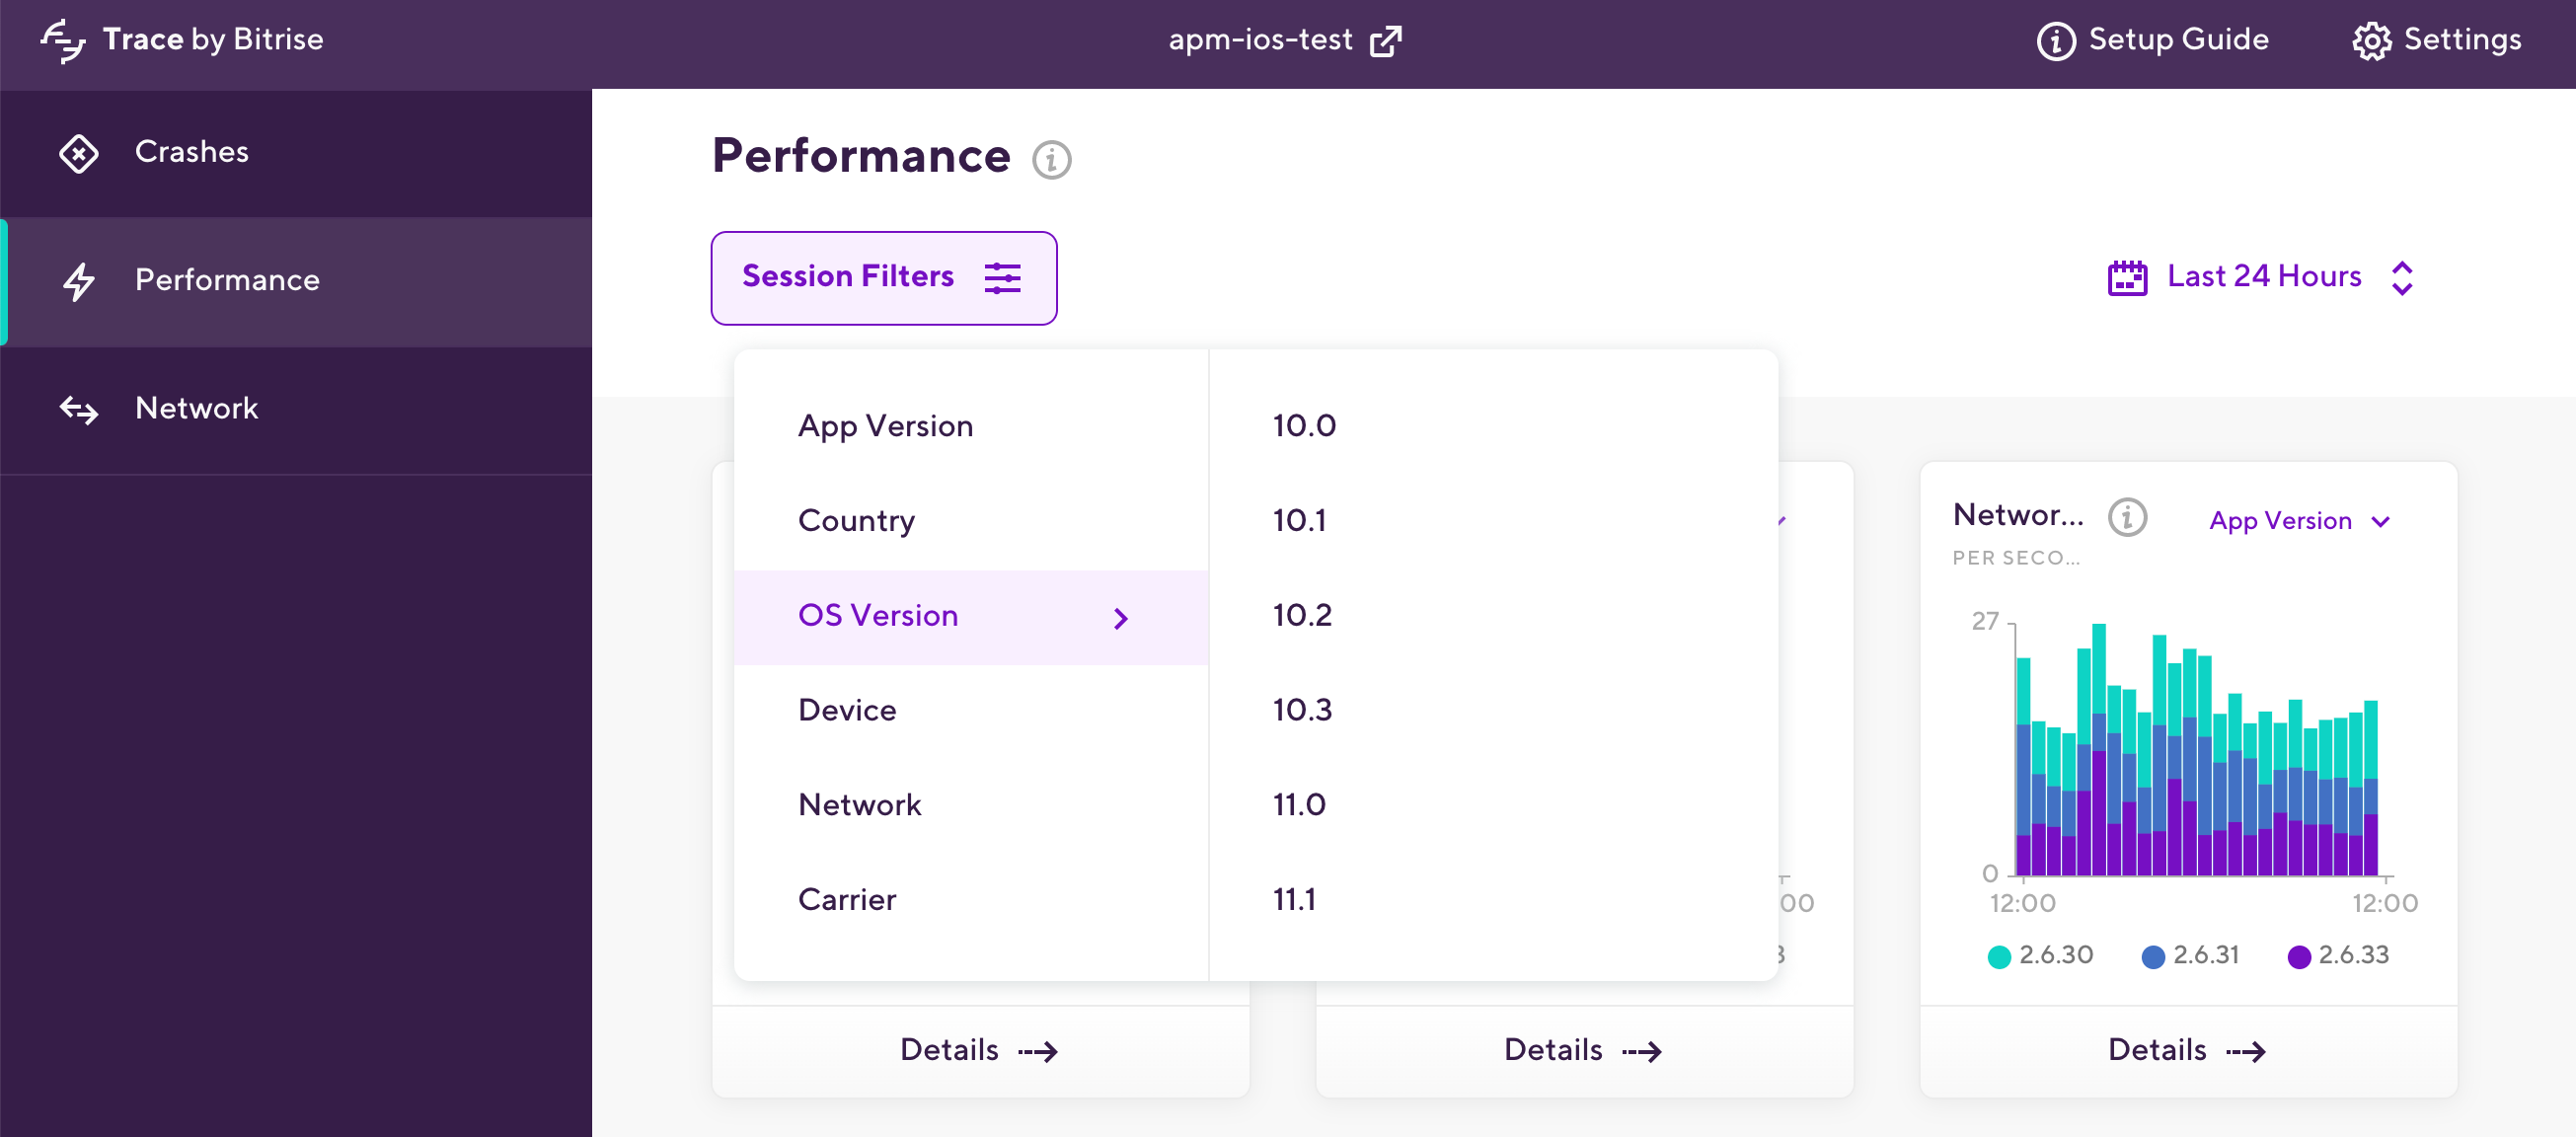 Trace by Bitrise
apm-ios-test
Setup Guide
Settings
Crashes
Performance
Network
Performance
Session Filters
Last 24 Hours
App Version
Country
OS Version
Device
Network
Carrier
10.0
10.1
10.2
10.3
11.0
11.1
00
Networ...
App Version
PER SECO...
27
0
12:00
12:00
2.6.30
2.6.31
2.6.33
Details
Details
Details